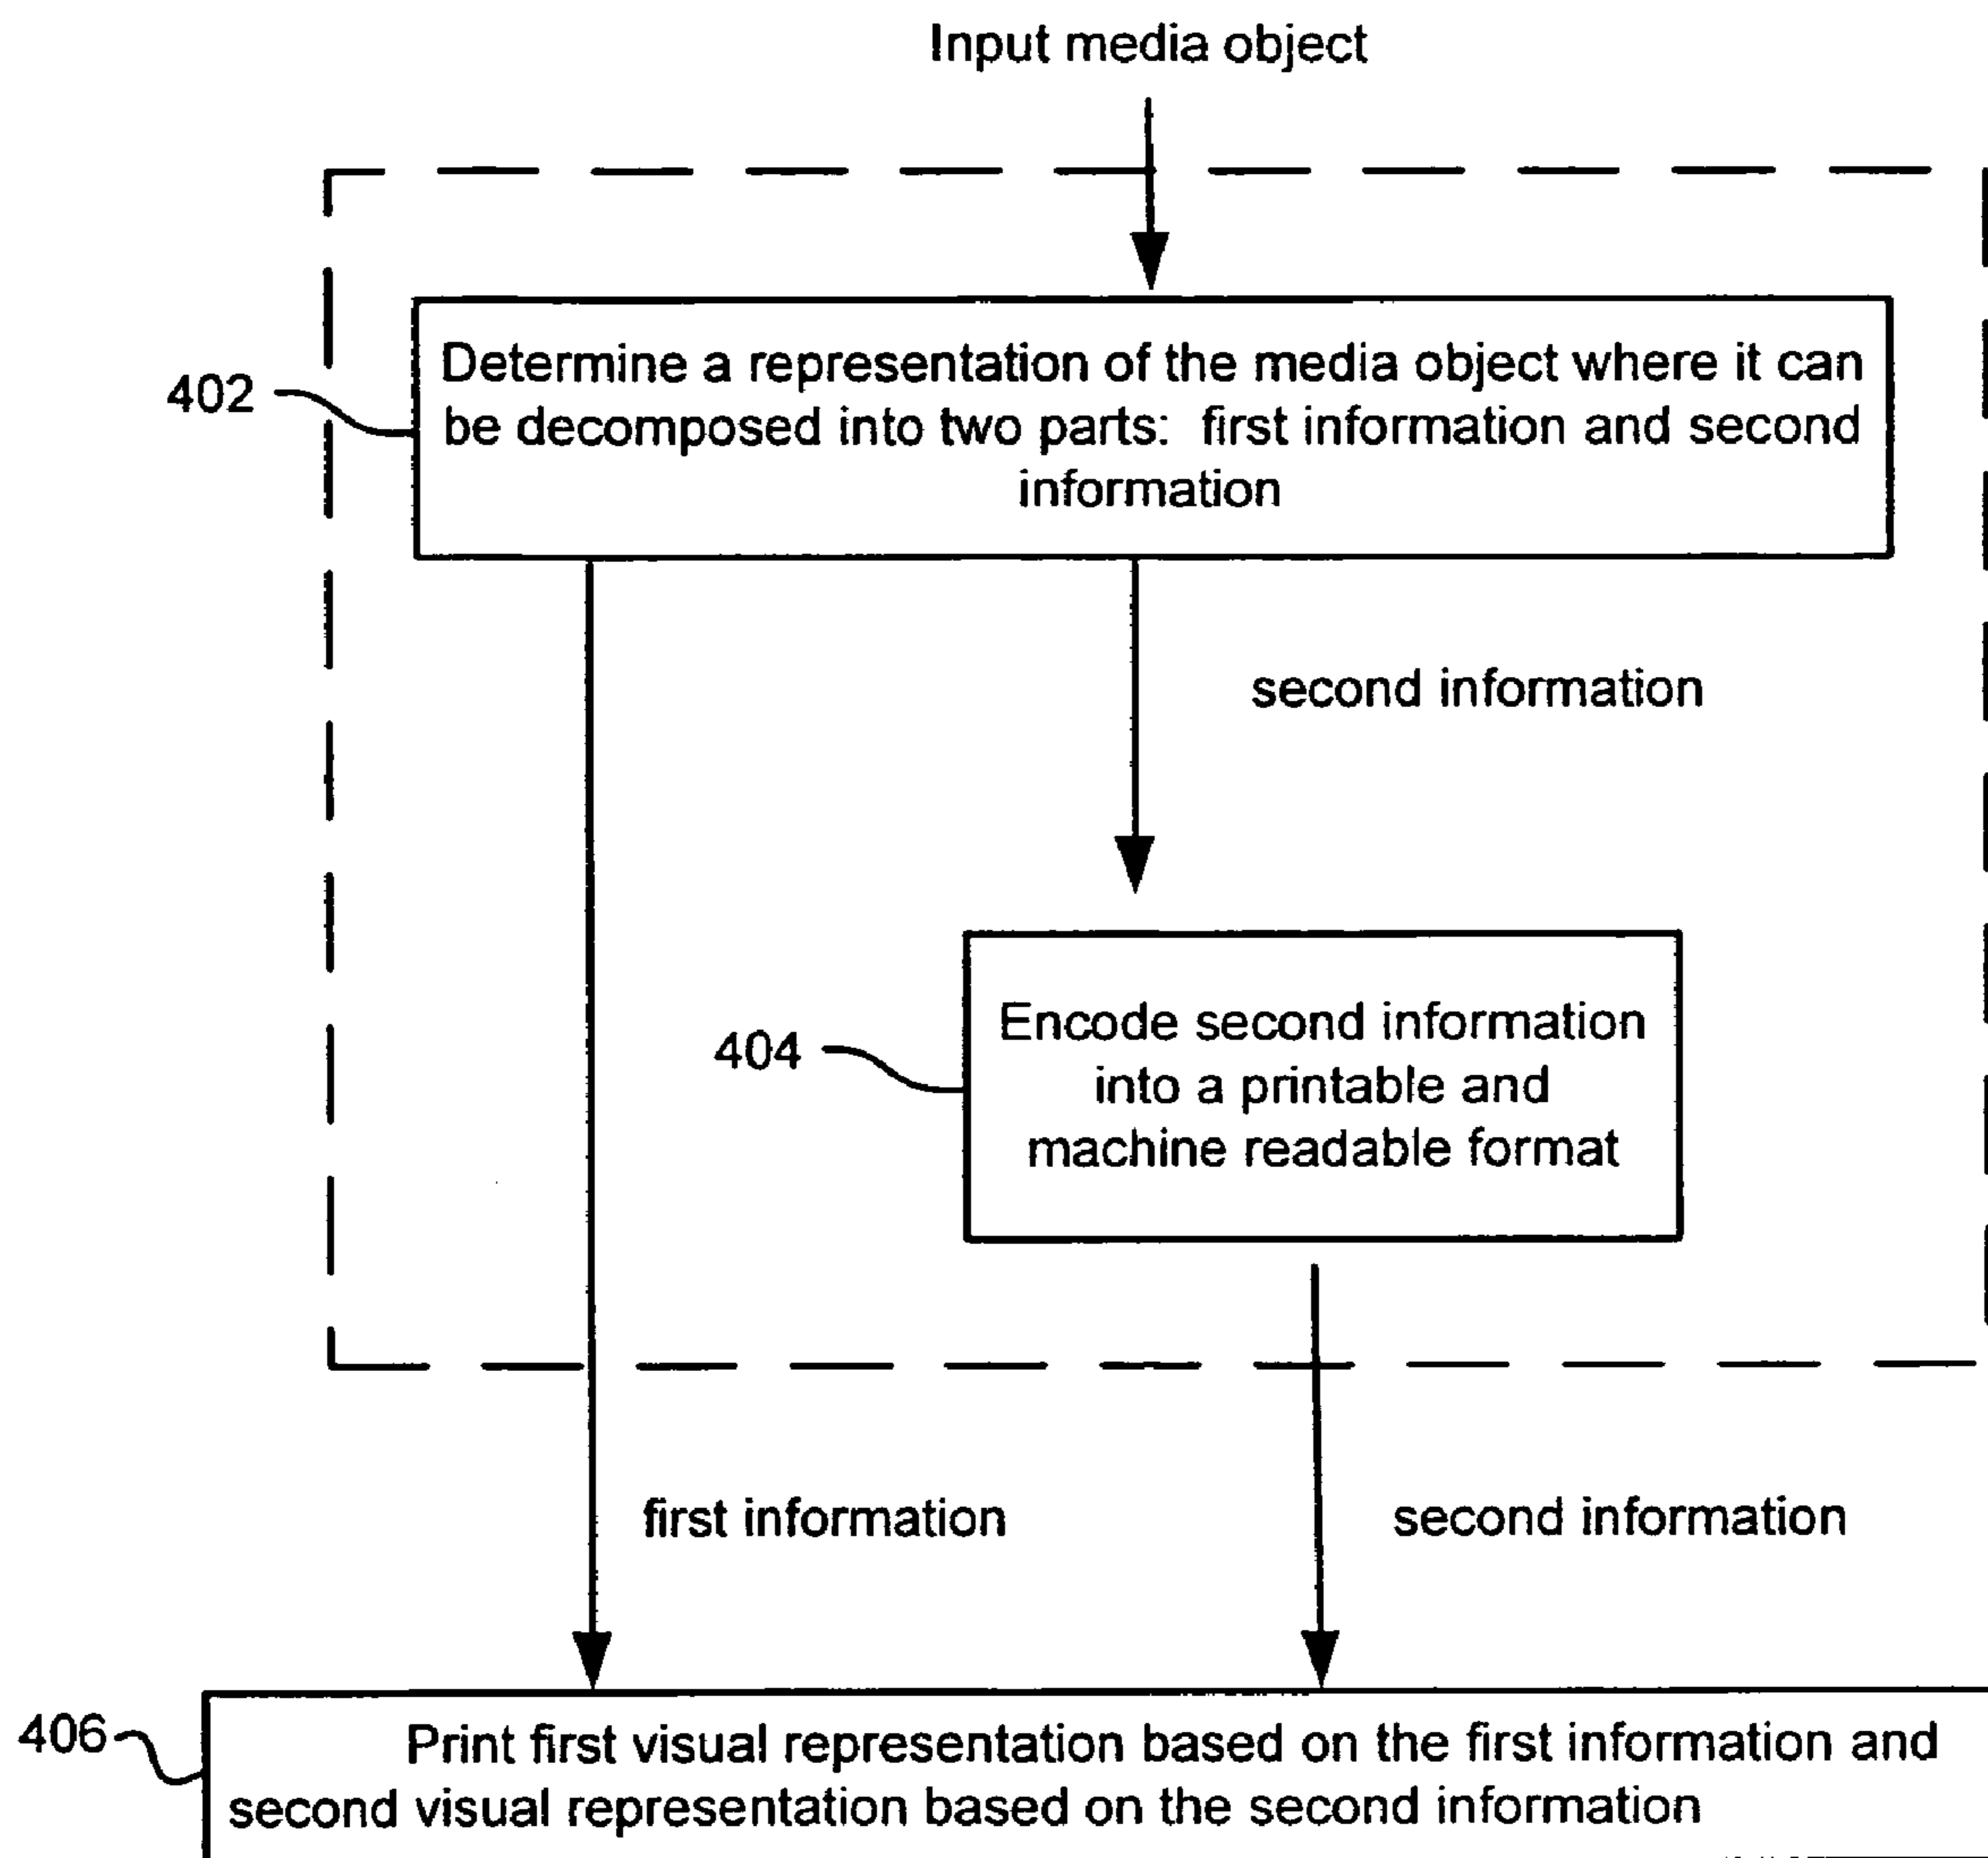 Input media object
402
Determine a representation of the media object where it can
be decomposed into two parts: first information and second
information
second information
404
Encode second information
into a printable and
machine readable format
first information
second information
406
Print first visual representation based on the first information and
second visual representation based on the second information